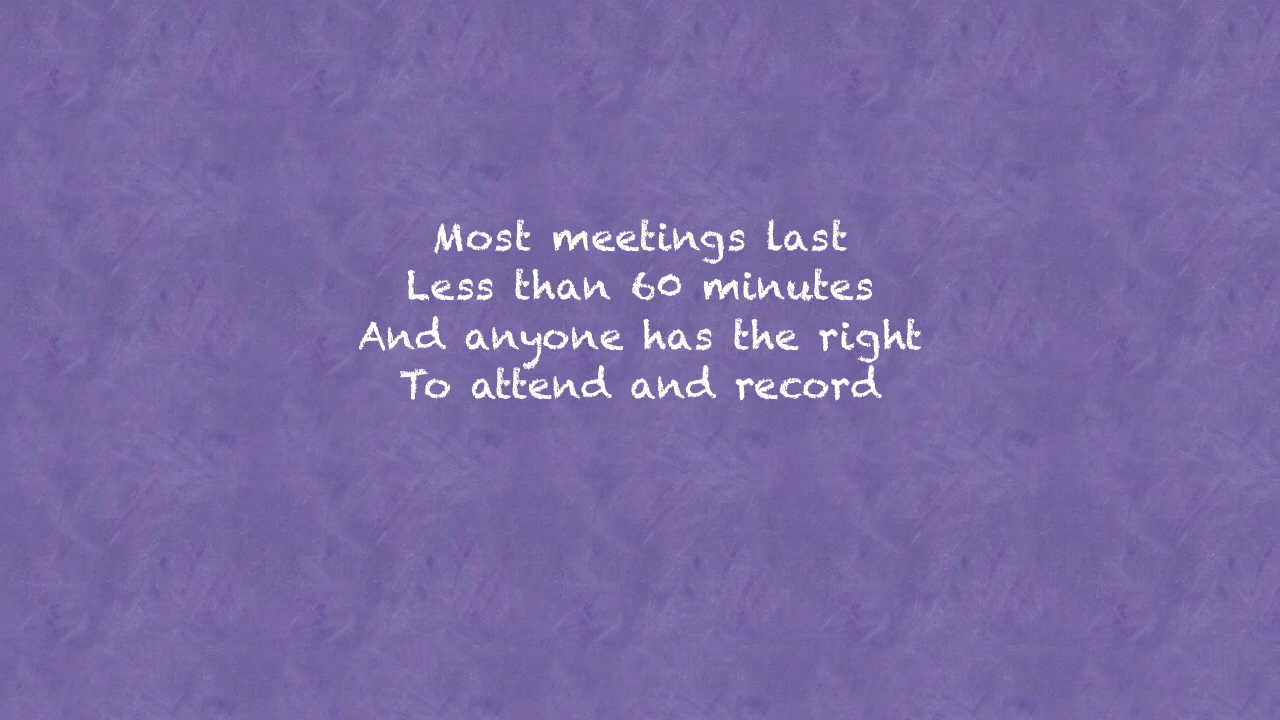 Most meetings last
Less than 60 minutes
And anyone has the right
To attend and record